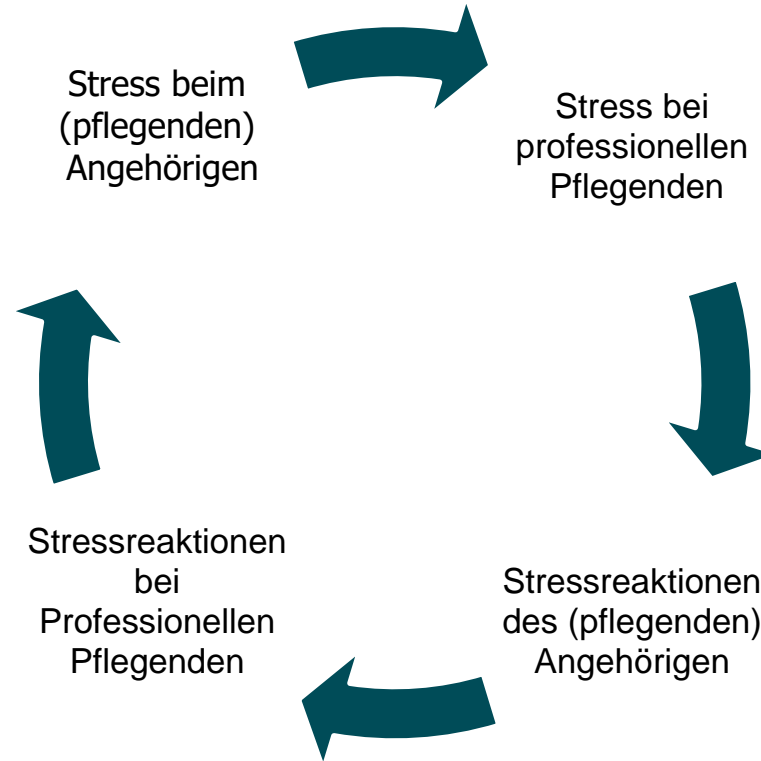 Stress beim
(pflegenden)
Angehörigen
Stress bei
professionellen
Pflegenden
Stressreaktionen
des (pflegenden)
Angehörigen
Stressreaktionen
bei
Professionellen
Pflegenden